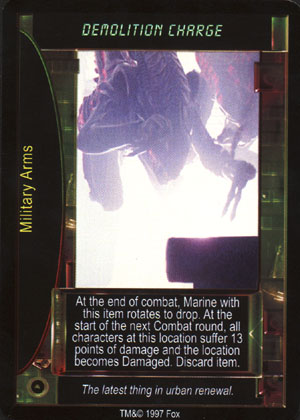 DEMOLITION CHARGE
Military Arms
At the end of combat, Marine with
this item rotates to drop. At the
start of the next Combat round, all
characters at this location suffer 13
points of damage and the location
becomes Damaged. Discard item.
The latest thing in urban renewal.
TM&© 1997 Fox